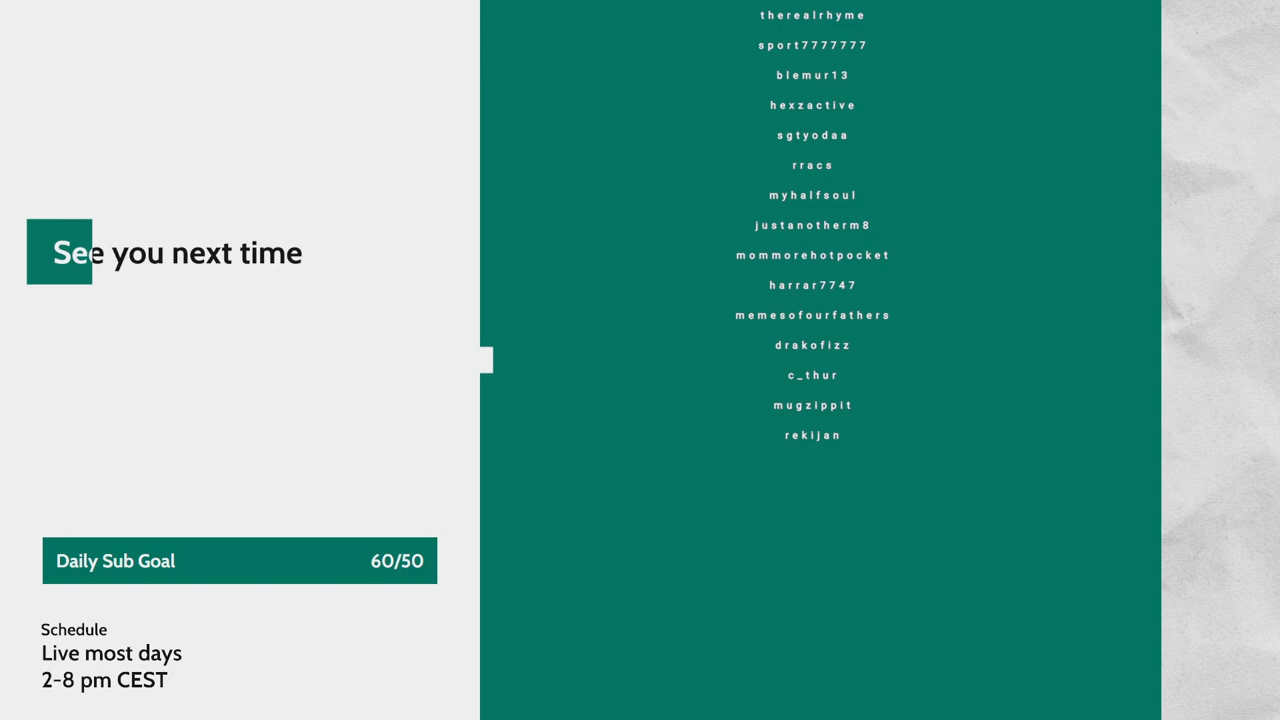 See you next time
Daily Sub Goal 60/50
Schedule
Live most days
2-8 pm CEST
therealrhyme
sport7777777
blemur13
hexzactive
sgtyodaa
rracs
myhalfsoul
justanotherm8
mommorehotpocket
harrar7747
memesofourfathers
drakofizz
c_thur
mugzippit
rekijan